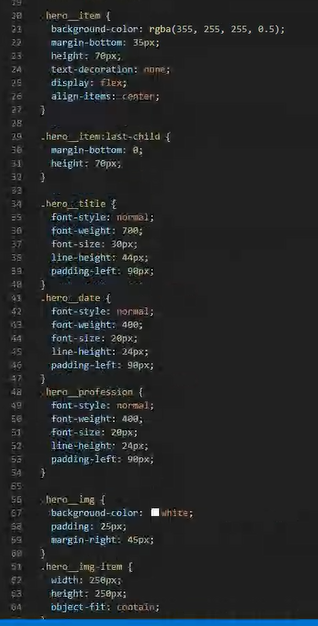 20 .hero__item {
21 background-color: rgba(355, 255, 255, 0.5);
22 margin-bottom: 35px;
23 height: 70px;
24 text-decoration: none;
25 display: flex;
26 align-items: center;
27 }
28
29 .hero__item:last-child {
30 margin-bottom: 0;
31 height: 70px;
32 }
33
34 .hero__title {
35 font-style: normal;
36 font-weight: 700;
37 font-size: 30px;
38 line-height: 44px;
39 padding-left: 90px;
40 }
41 .hero__date {
42 font-style: normal;
43 font-weight: 400;
44 font-size: 20px;
45 line-height: 24px;
46 padding-left: 90px;
47 }
48 .hero__profession {
49 font-style: normal;
50 font-weight: 400;
51 font-size: 20px;
52 line-height: 24px;
53 padding-left: 90px;
54 }
55
56 .hero__img {
57 background-color: white;
58 padding: 25px;
59 margin-right: 45px;
60 }
61 .hero__img-item {
62 width: 250px;
63 height: 250px;
64 object-fit: contain;